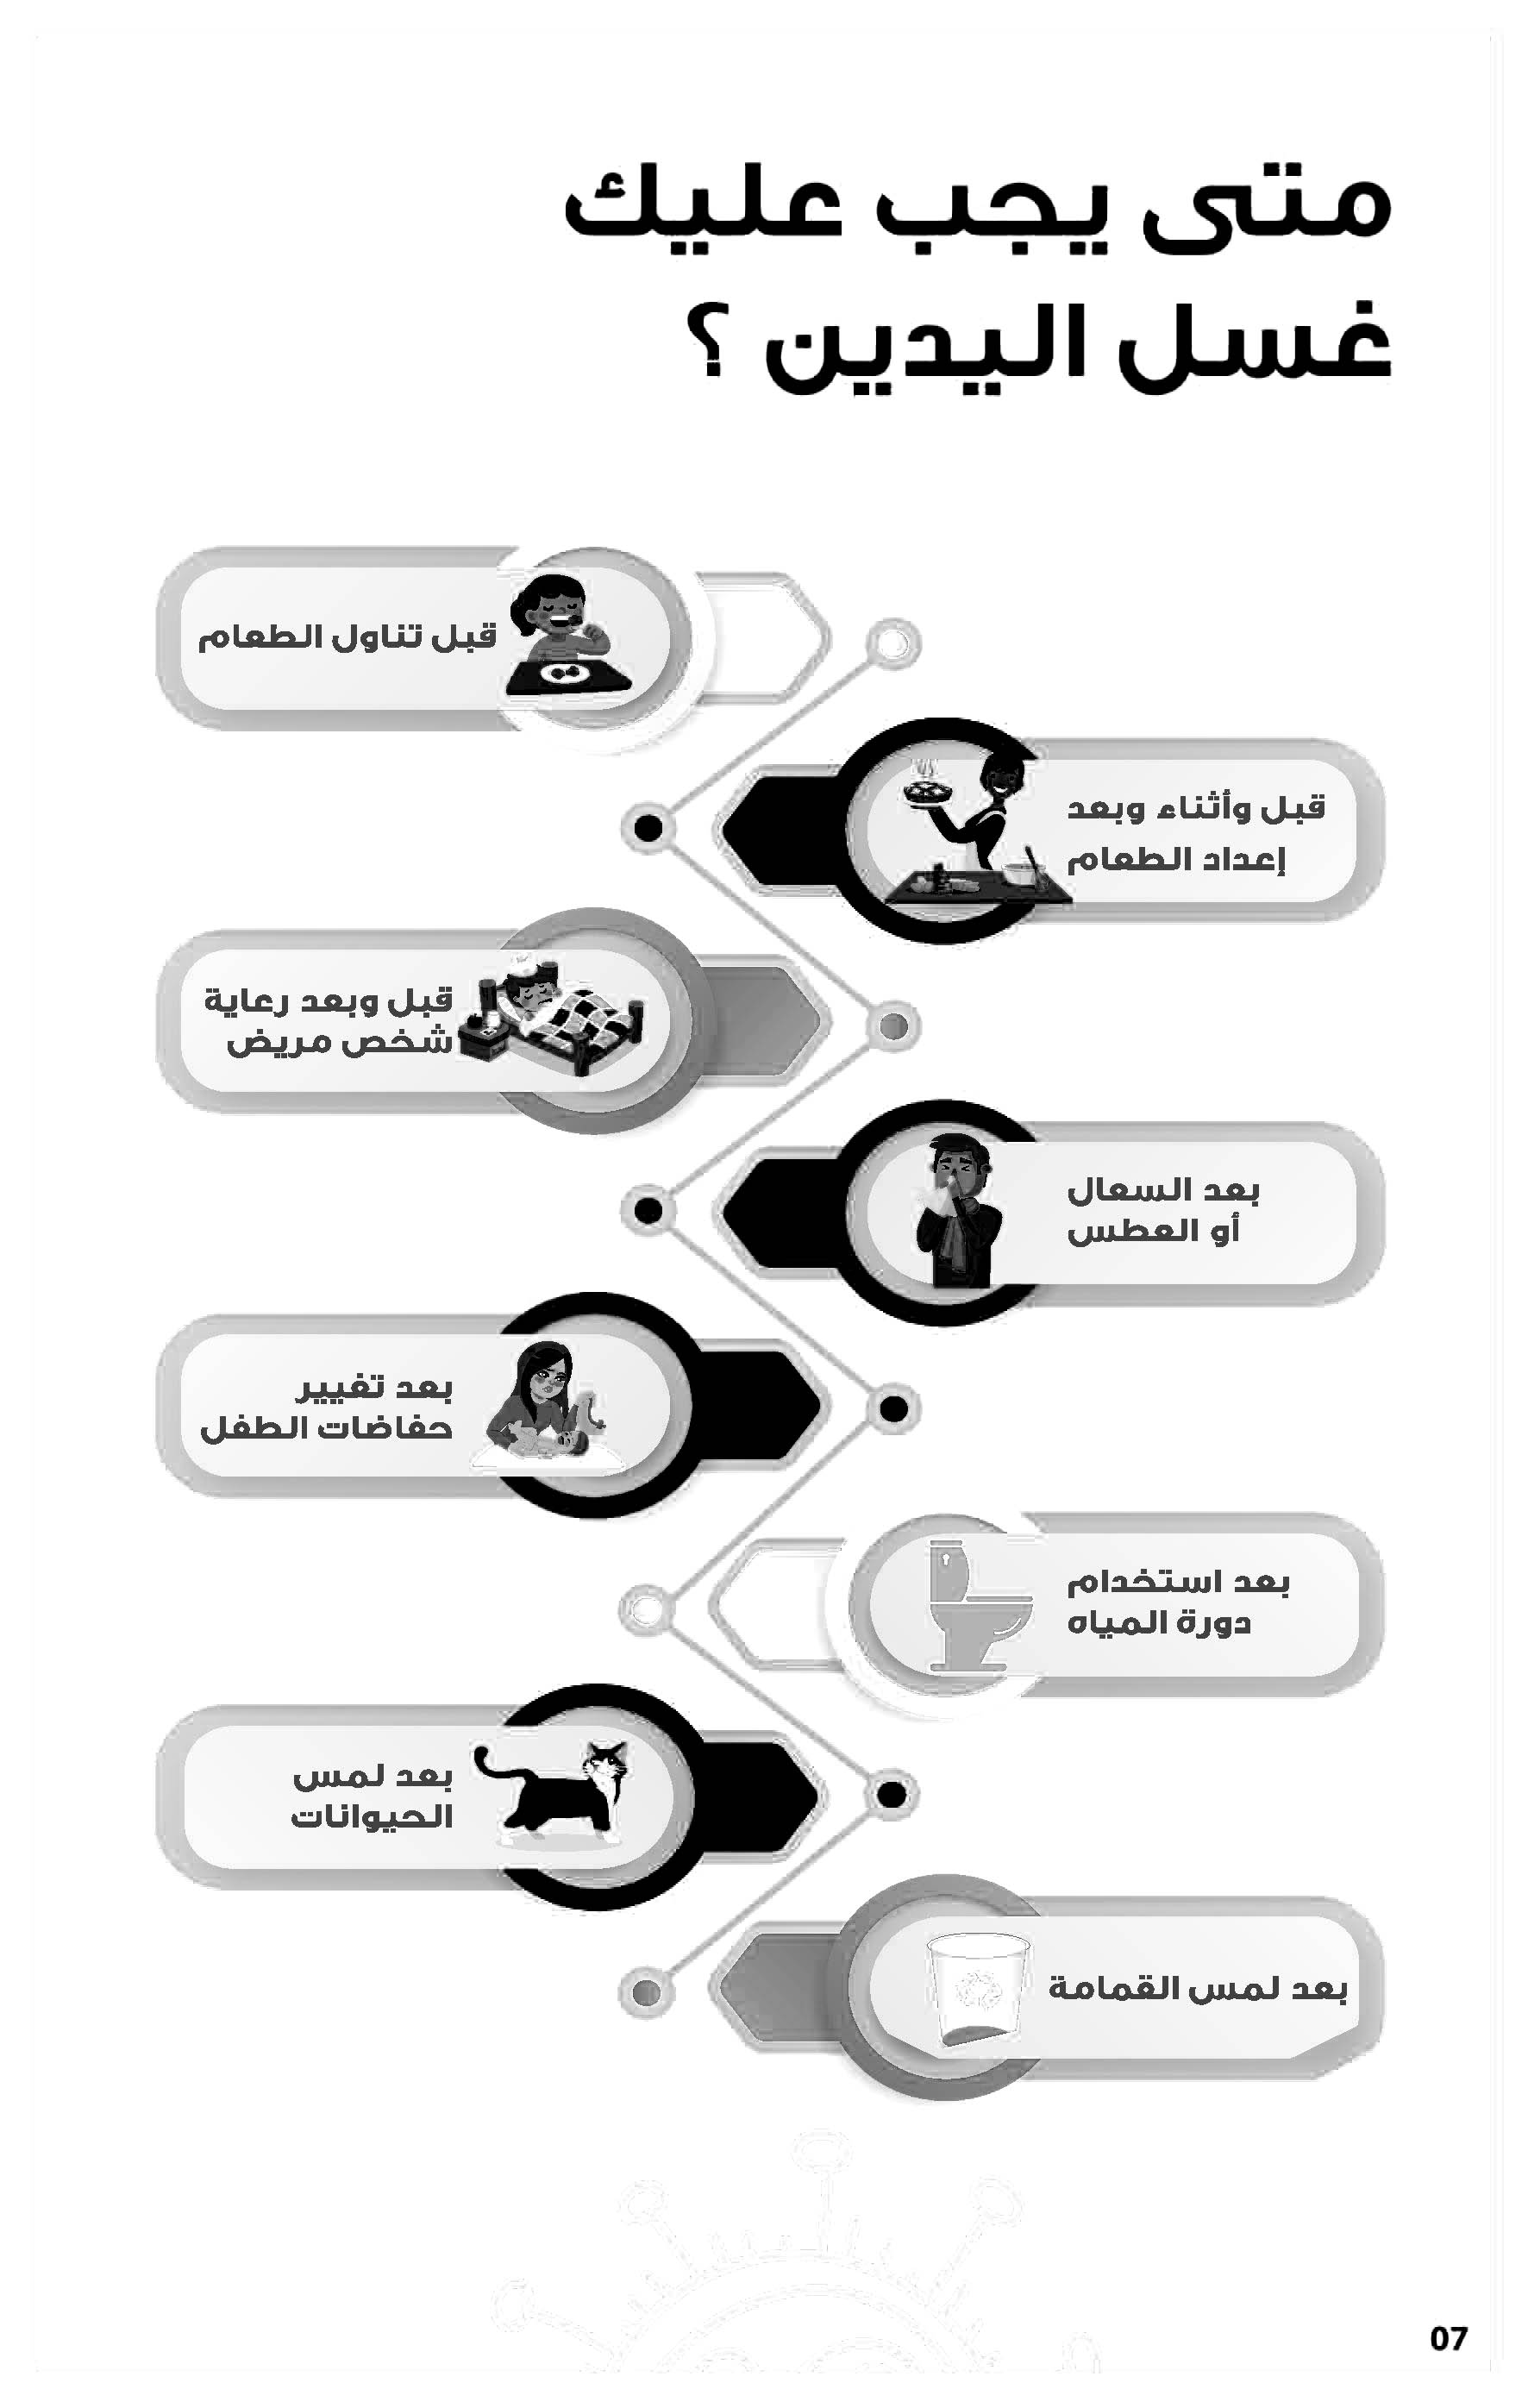 متى يجب عليك
غسل اليدين ؟
قبل تناول الطعام
قبل وأثناء وبعد
إعداد الطعام
قبل وبعد رعاية
شخص مريض
بعد السعال
أو العطس
بعد تغيير
حفاضات الطفل
بعد استخدام
دورة المياه
بعد لمس
الحيوانات
بعد لمس القمامة
07